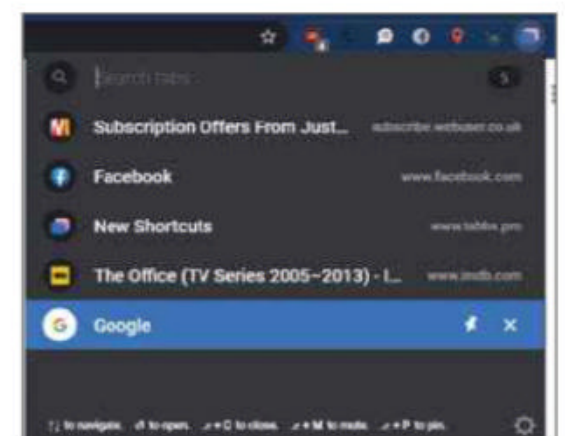 Search tabs 5
Subscription Offers From Just... subscribe.webuser.co.uk
Facebook www.facebook.com
New Shortcuts www.tabbs.pro
The Office (TV Series 2005–2013) - I... www.imdb.com
Google
↑↓ to navigate. ⏎ to open. + C to close. + M to mute. + P to pin.